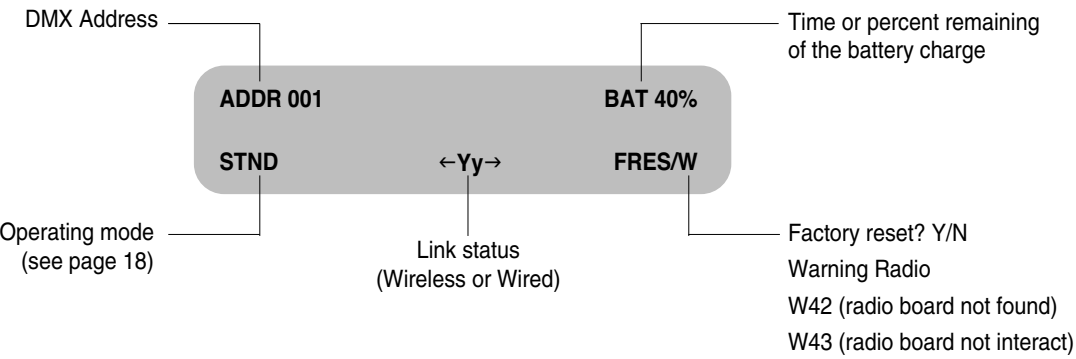 DMX Address
Time or percent remaining
of the battery charge
ADDR 001
BAT 40%
STND
←Yy→
FRES/W
Operating mode
(see page 18)
Link status
(Wireless or Wired)
Factory reset? Y/N
Warning Radio
W42 (radio board not found)
W43 (radio board not interact)